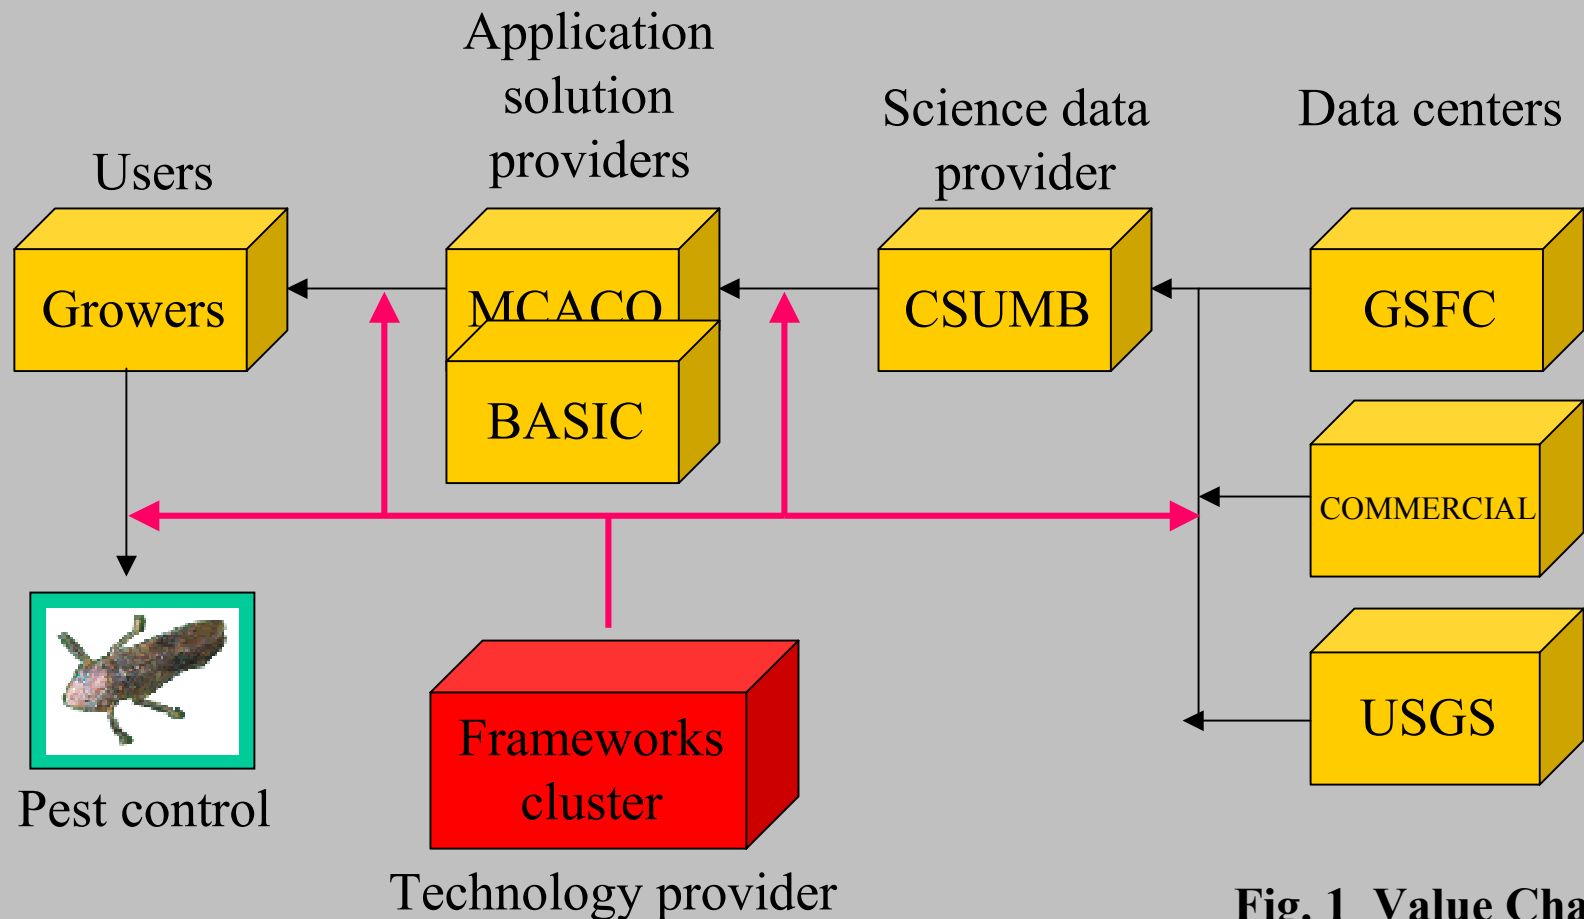 Application
solution
providers
Science data
provider
Data centers
Users
Growers
MCACO
BASIC
CSUMB
GSFC
COMMERCIAL
USGS
Frameworks
cluster
Pest control
Technology provider
Fig. 1 Value Cha